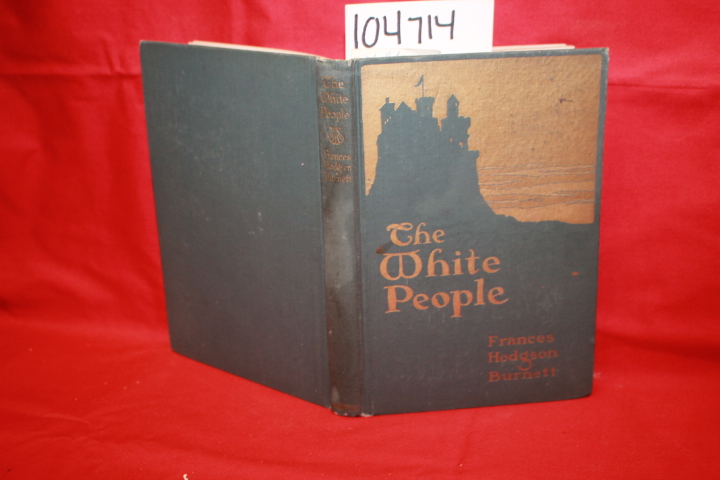 104714
The
White
People
Frances
Hodgson
Burnett
The
White
People
Frances
Hodgson
Burnett